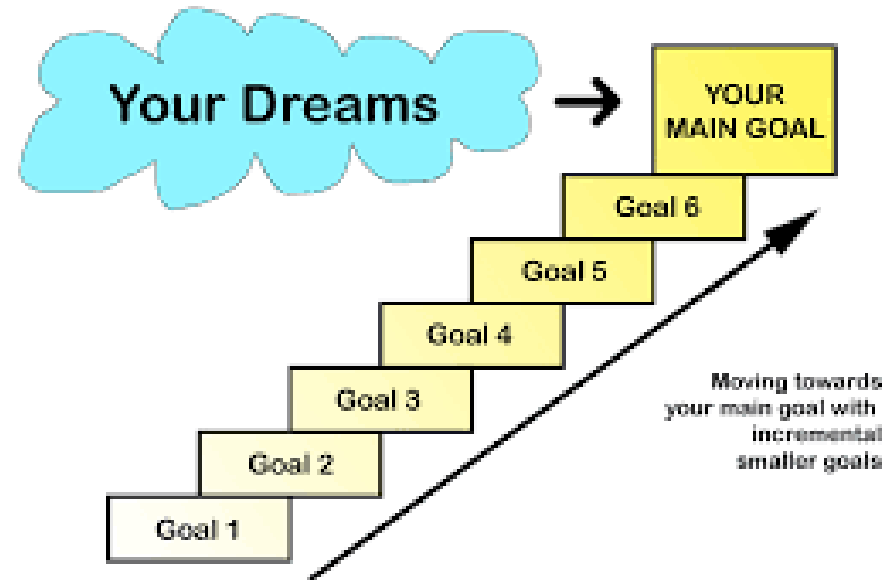 Your Dreams
YOUR
MAIN GOAL
Goal 6
Goal 5
Goal 4
Goal 3
Goal 2
Goal 1
Moving towards
your main goal with
incremental
smaller goals